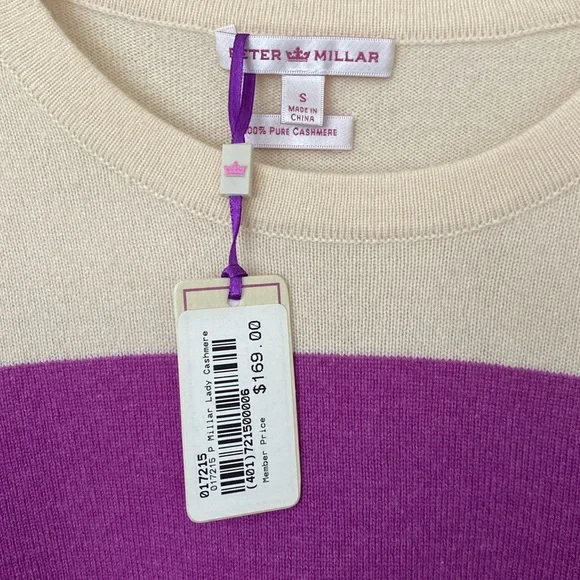 PETER MILLAR
S
MADE IN
CHINA
100% PURE CASHMERE
017215
017215 P Millar Lady Cashmere
(401)721500006
Member Price $169.00